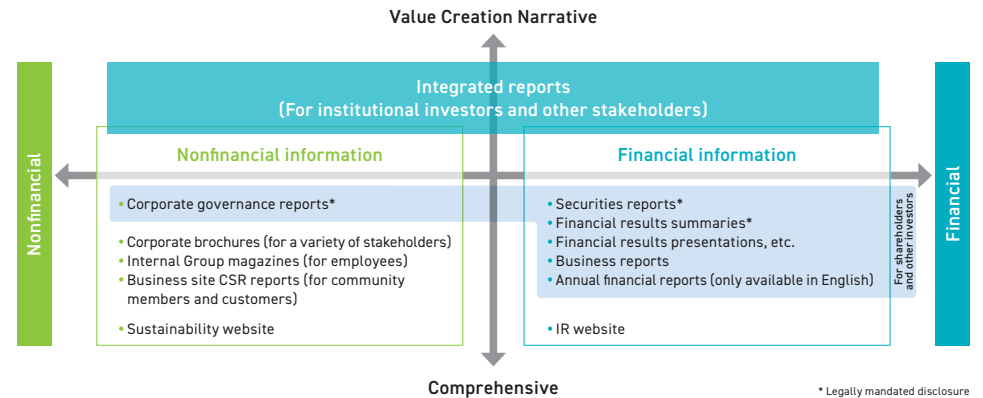 Value Creation Narrative
Integrated reports
(For institutional investors and other stakeholders)
Nonfinancial
Nonfinancial information
• Corporate governance reports*
• Corporate brochures (for a variety of stakeholders)
• Internal Group magazines (for employees)
• Business site CSR reports (for community
members and customers)
• Sustainability website
Financial information
• Securities reports*
• Financial results summaries*
• Financial results presentations, etc.
• Business reports
• Annual financial reports (only available in English)
• IR website
For shareholders
and other investors
Financial
Comprehensive
* Legally mandated disclosure